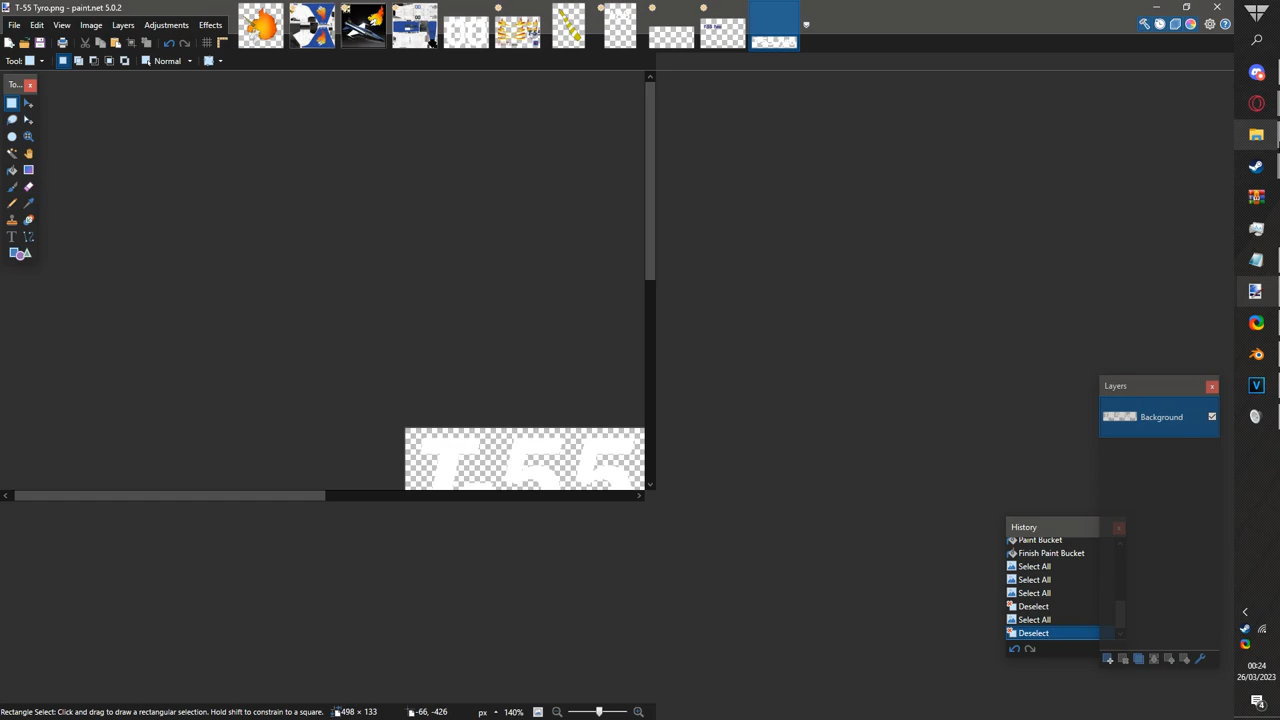 T-55 Tyro.png - paint.net 5.0.2
File Edit View Image Layers Adjustments Effects
Tool: Normal
To...
T-55
Layers
Background
History
Paint Bucket
Finish Paint Bucket
Select All
Select All
Select All
Deselect
Select All
Deselect
00:24
26/03/2023
4
Rectangle Select: Click and drag to draw a rectangular selection. Hold shift to constrain to a square. 498 × 133 -66, -426 px 140%